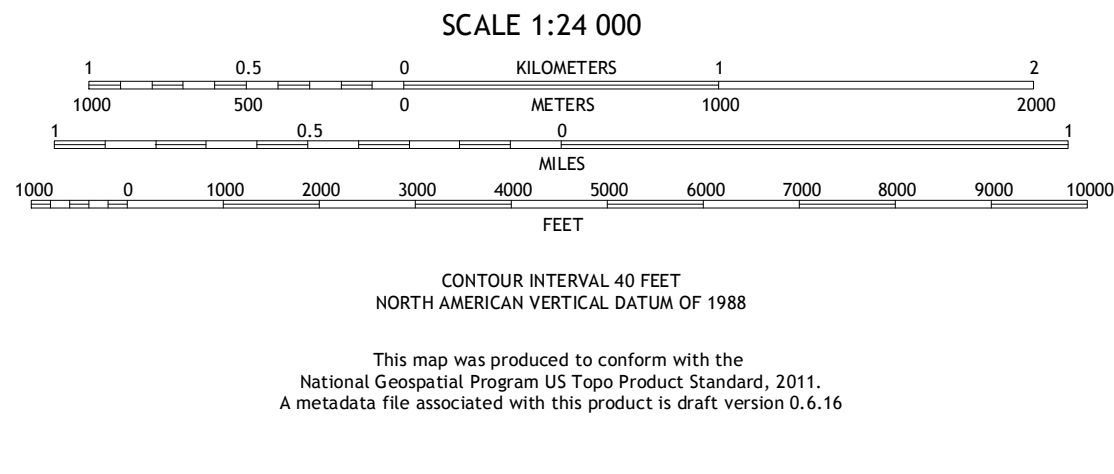 SCALE 1:24 000
1 0.5 0 KILOMETERS 1 2
1000 500 0 METERS 1000 2000
1 0.5 0 1
MILES
1000 0 1000 2000 3000 4000 5000 6000 7000 8000 9000 10000
FEET
CONTOUR INTERVAL 40 FEET
NORTH AMERICAN VERTICAL DATUM OF 1988
This map was produced to conform with the
National Geospatial Program US Topo Product Standard, 2011.
A metadata file associated with this product is draft version 0.6.16